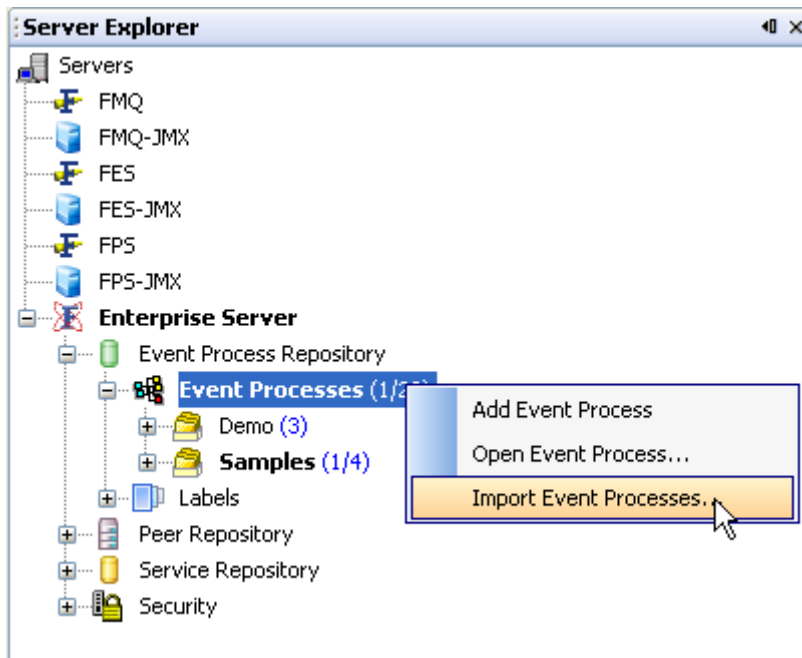 Server Explorer
Servers
FMQ
FMQ-JMX
FES
FES-JMX
FPS
FPS-JMX
Enterprise Server
Event Process Repository
Event Processes
Add Event Process
Demo (3)
Open Event Process...
Samples (1/4)
Import Event Processes...
Labels
Peer Repository
Service Repository
Security